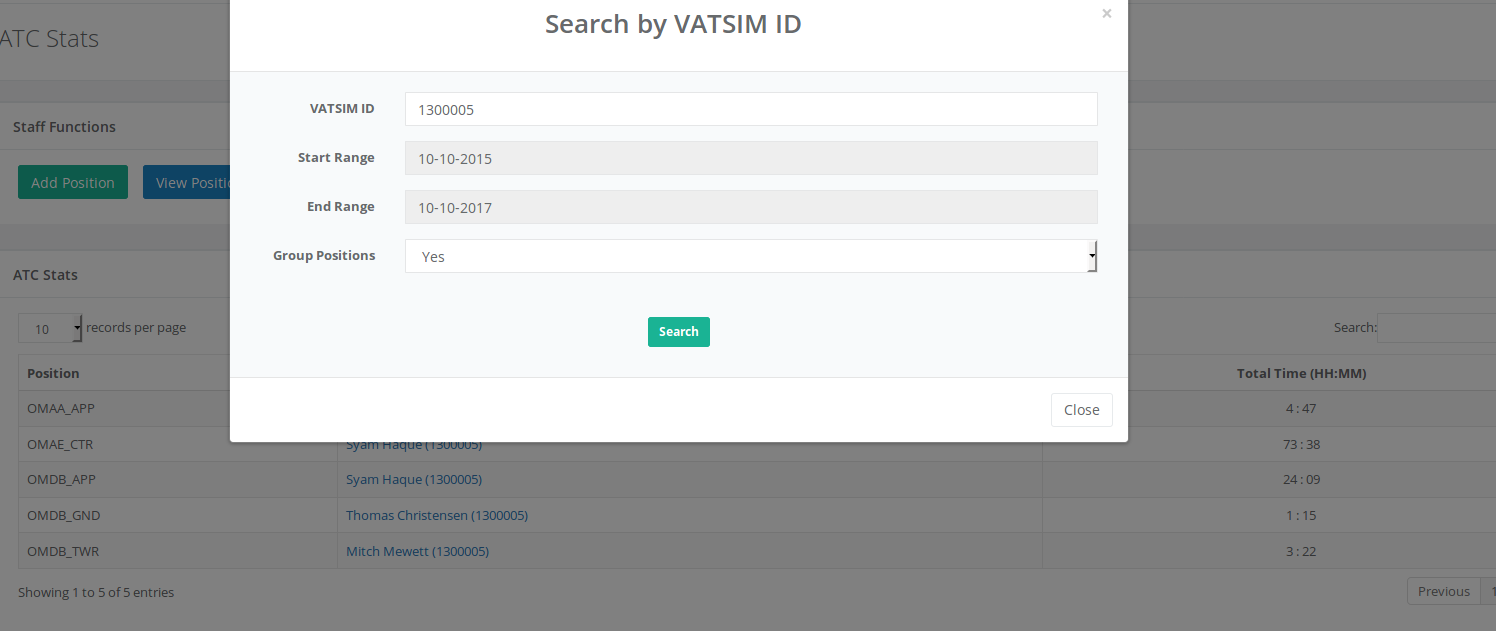 Search by VATSIM ID
×
ATC Stats
VATSIM ID 1300005
Staff Functions
Start Range 10-10-2015
Add Position
End Range 10-10-2017
Group Positions Yes
ATC Stats
10 records per page
Search:
Search
Position Total Time (HH:MM)
Close
OMAA_APP 4 : 47
OMAE_CTR Syam Haque (1300005) 73 : 38
OMDB_APP Syam Haque (1300005) 24 : 09
OMDB_GND Thomas Christensen (1300005) 1 : 15
OMDB_TWR Mitch Mewett (1300005) 3 : 22
Showing 1 to 5 of 5 entries
Previous 1